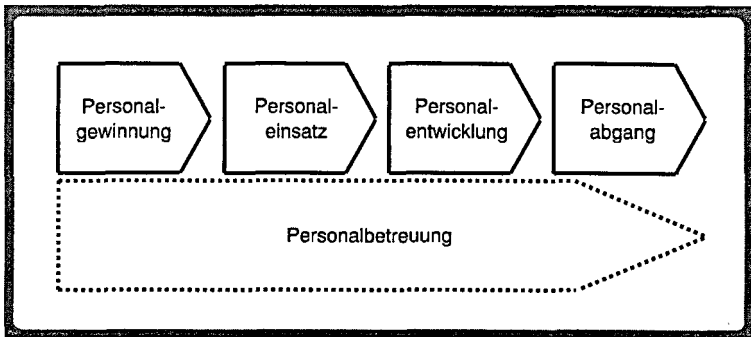 Personal-
gewinnung
Personal-
einsatz
Personal-
entwicklung
Personal-
abgang
Personalbetreuung